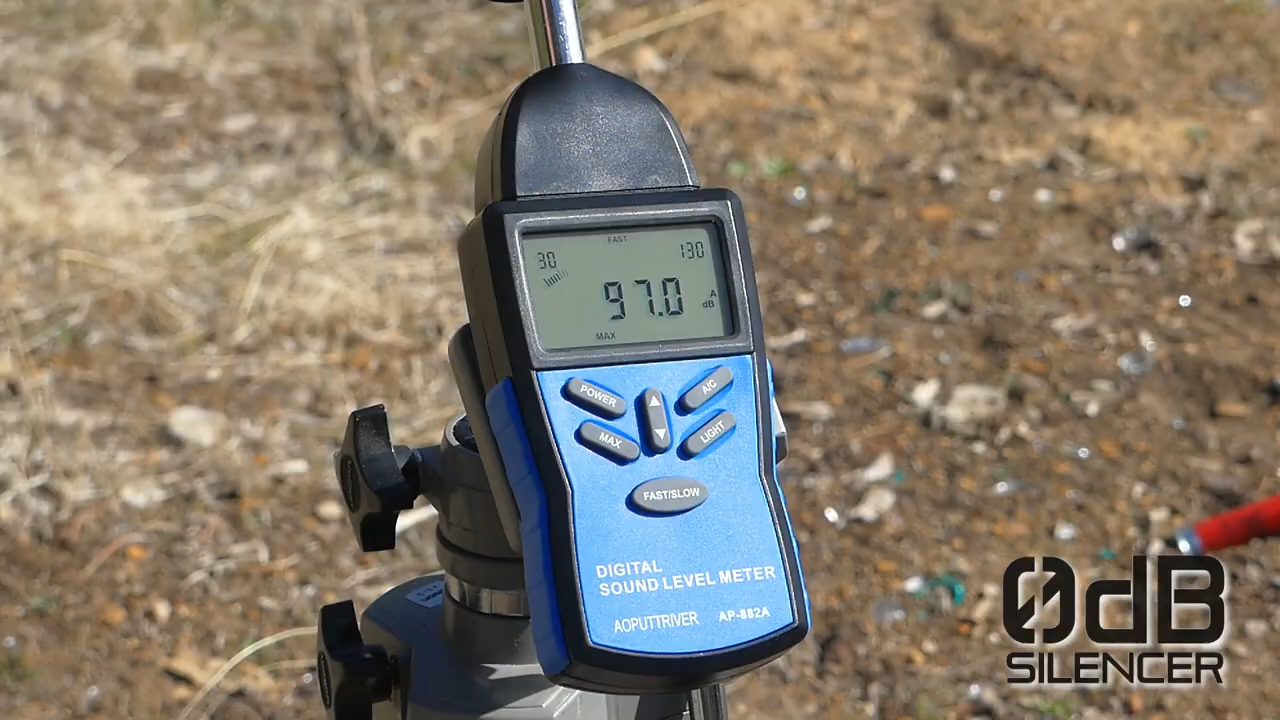 FAST
30 130
97.0 A dB
MAX
POWER A/C
MAX LIGHT
FAST/SLOW
DIGITAL
SOUND LEVEL METER
AOPUTTRIVER AP-882A
0dB
SILENCER